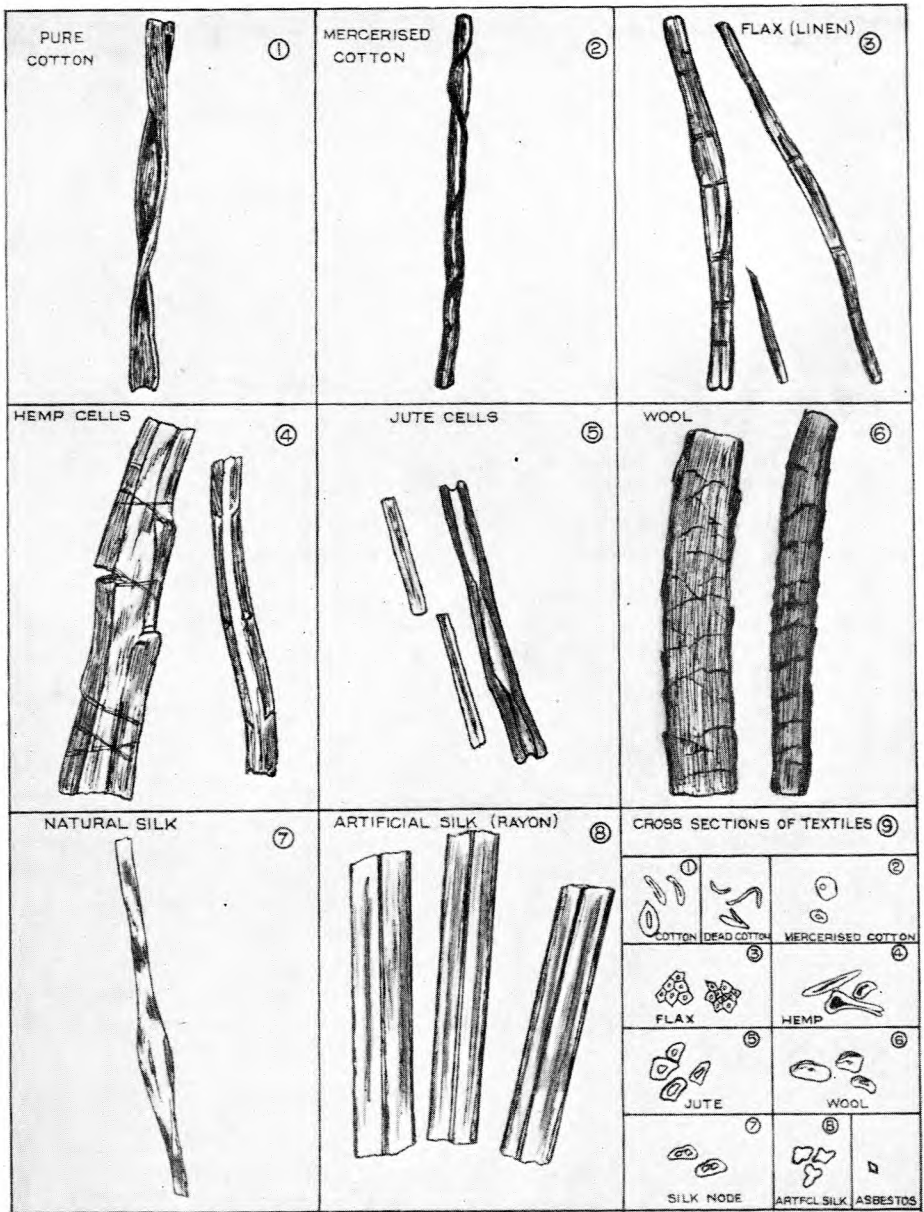 PURE
COTTON
①
MERCERISED
COTTON
②
FLAX (LINEN)
③
HEMP CELLS
④
JUTE CELLS
⑤
WOOL
⑥
NATURAL SILK
⑦
ARTIFICIAL SILK (RAYON)
⑧
CROSS SECTIONS OF TEXTILES ⑨
①
COTTON
DEAD COTTON
②
MERCERISED COTTON
③
FLAX
④
HEMP
⑤
JUTE
⑥
WOOL
⑦
SILK NODE
⑧
ARTFCL SILK
ASBESTOS